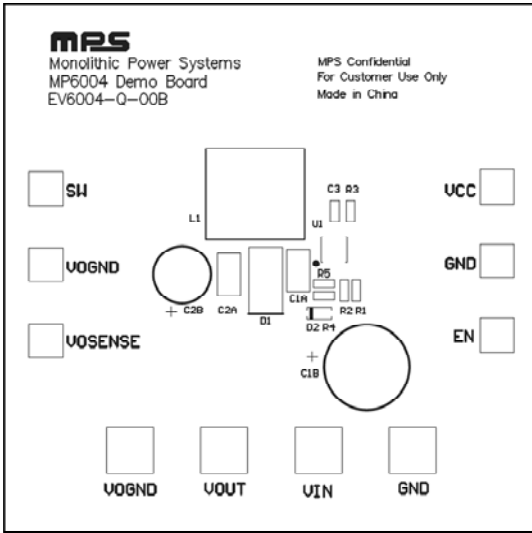 MPS
Monolithic Power Systems
MP6004 Demo Board
EV6004-Q-00B
MPS Confidential
For Customer Use Only
Made in China
SW
VOGND
VOSENSE
VCC
GND
EN
L1
C3 R3
U1
R5
C1A
C2B
C2A
D1
R2 R1
D2 R4
C1B
VOGND
VOUT
VIN
GND